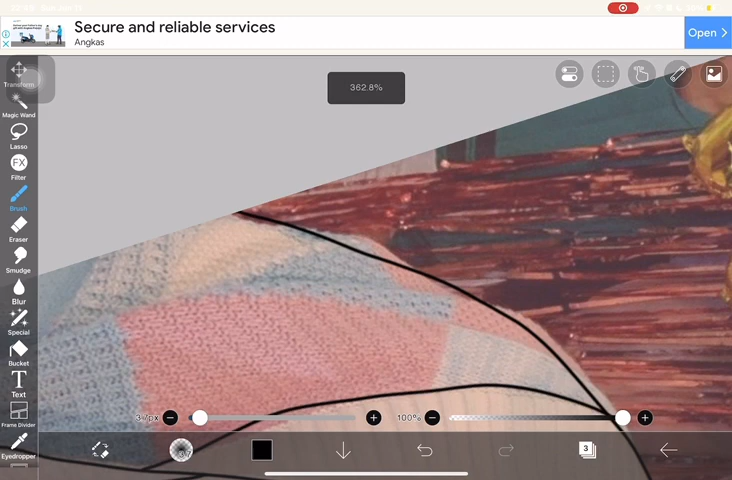 Secure and reliable services
Angkas
Open
362.8%
Transform
Magic Wand
Lasso
FX
Filter
Brush
Eraser
Smudge
Blur
Special
Bucket
T
Text
Frame Divider
Eyedropper
100%
3